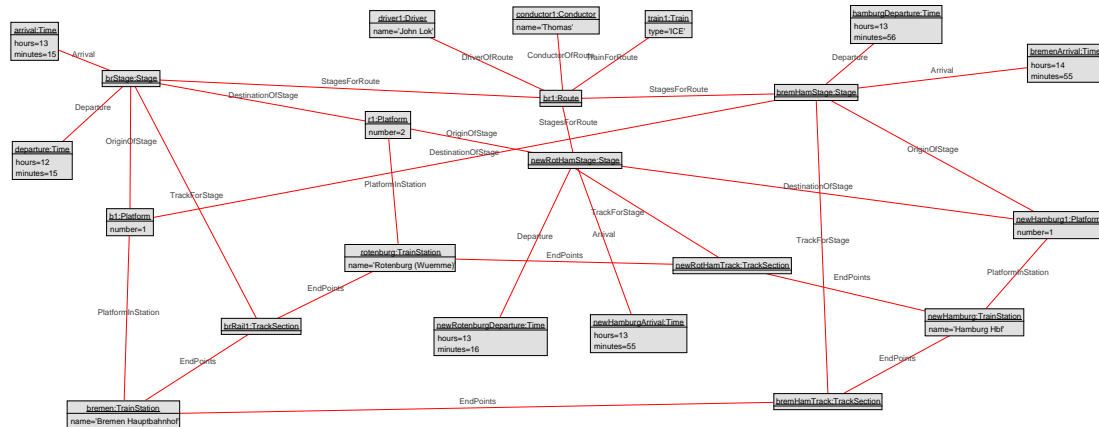 driver1:Driver
name='John Lok'
conductor1:Conductor
name='Thomas'
train1:Train
type='ICE'
hamburgDeparture:Time
hours=13
minutes=56
arrival:Time
hours=13
minutes=15
bremenArrival:Time
hours=14
minutes=55
Arrival
DriverOfRoute
ConductorOfRoute
TrainForRoute
Departure
Arrival
brStage:Stage
StagesForRoute
DestinationOfStage
br1:Route
StagesForRoute
bremHamStage:Stage
Departure
r1:Platform
number=2
StagesForRoute
OriginOfStage
OriginOfStage
departure:Time
hours=12
minutes=15
DestinationOfStage
newRotHamStage:Stage
OriginOfStage
PlatformInStation
DestinationOfStage
TrackForStage
b1:Platform
number=1
TrackForStage
newHamburg1:Platform
number=1
Departure
Arrival
TrackForStage
rotenburg:TrainStation
name='Rotenburg (Wuemme)'
EndPoints
newRotHamTrack:TrackSection
PlatformInStation
EndPoints
EndPoints
PlatformInStation
brRail1:TrackSection
newRotenburgDeparture:Time
hours=13
minutes=16
newHamburgArrival:Time
hours=13
minutes=55
newHamburg:TrainStation
name='Hamburg Hbf'
EndPoints
EndPoints
bremen:TrainStation
name='Bremen Hauptbahnhof'
EndPoints
bremHamTrack:TrackSection